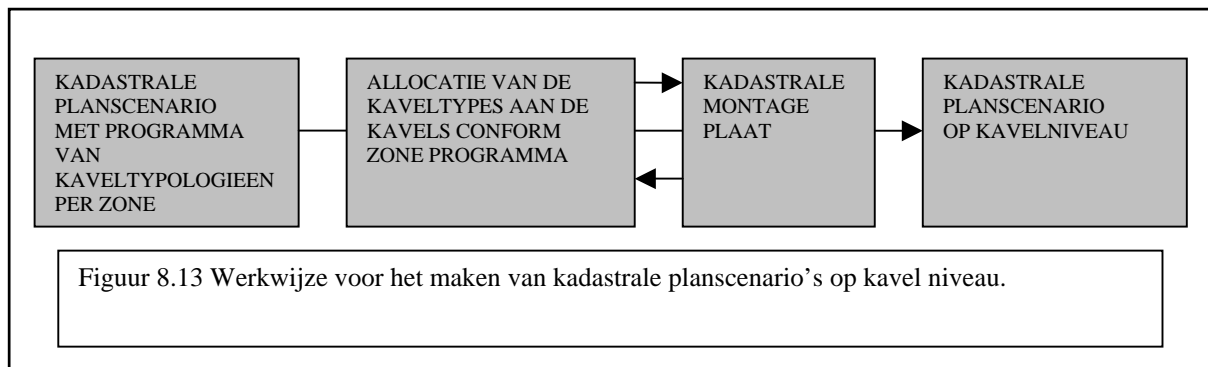 KADASTRALE
PLANSCENARIO
MET PROGRAMMA
VAN
KAVELTYPOLOGIEEN
PER ZONE
ALLOCATIE VAN DE
KAVELTYPES AAN DE
KAVELS CONFORM
ZONE PROGRAMMA
KADASTRALE
MONTAGE
PLAAT
KADASTRALE
PLANSCENARIO
OP KAVELNIVEAU
Figuur 8.13 Werkwijze voor het maken van kadastrale planscenario’s op kavel niveau.